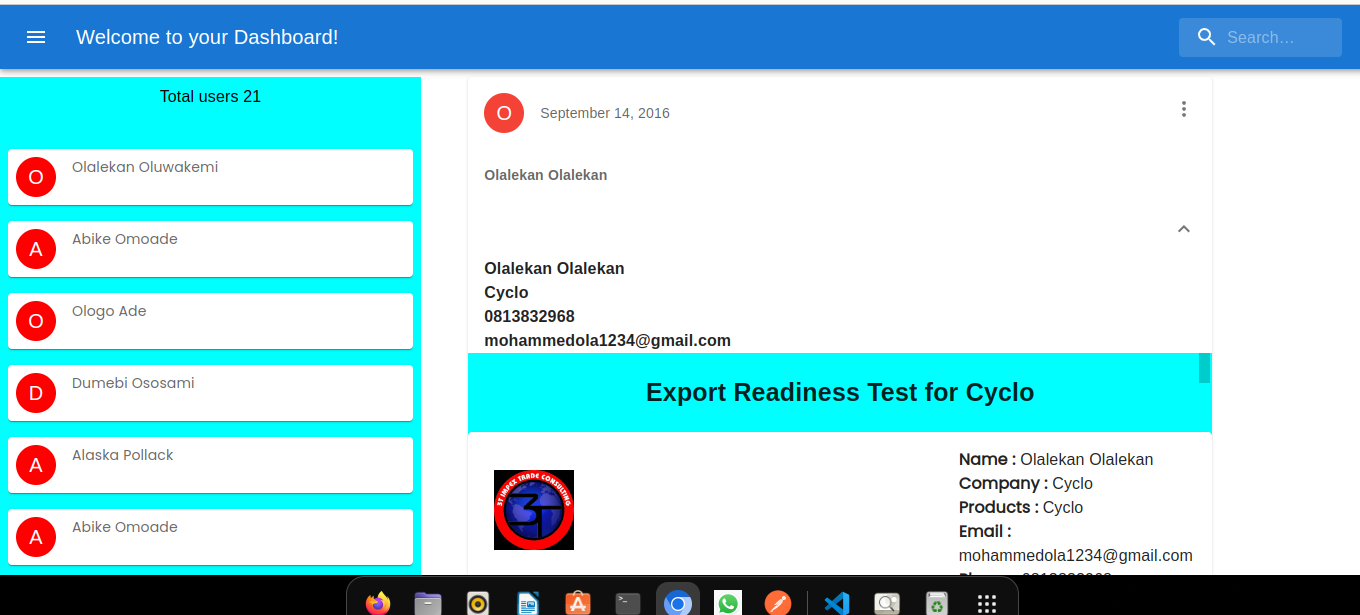 Welcome to your Dashboard!
Search…
Total users 21
O
Olalekan Oluwakemi
A
Abike Omoade
O
Ologo Ade
D
Dumebi Ososami
A
Alaska Pollack
A
Abike Omoade
O
September 14, 2016
Olalekan Olalekan
Olalekan Olalekan
Cyclo
0813832968
mohammedola1234@gmail.com
Export Readiness Test for Cyclo
3T IMPEX TRADE CONSULTING
3T
Name : Olalekan Olalekan
Company : Cyclo
Products : Cyclo
Email :
mohammedola1234@gmail.com